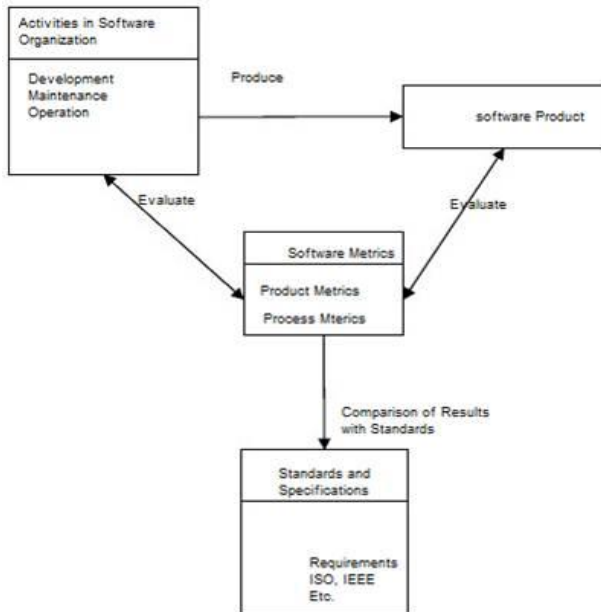 Activities in Software
Organization
Development
Maintenance
Operation
Produce
software Product
Evaluate
Evaluate
Software Metrics
Product Metrics
Process Mterics
Comparison of Results
with Standards
Standards and
Specifications
Requirements
ISO, IEEE
Etc.